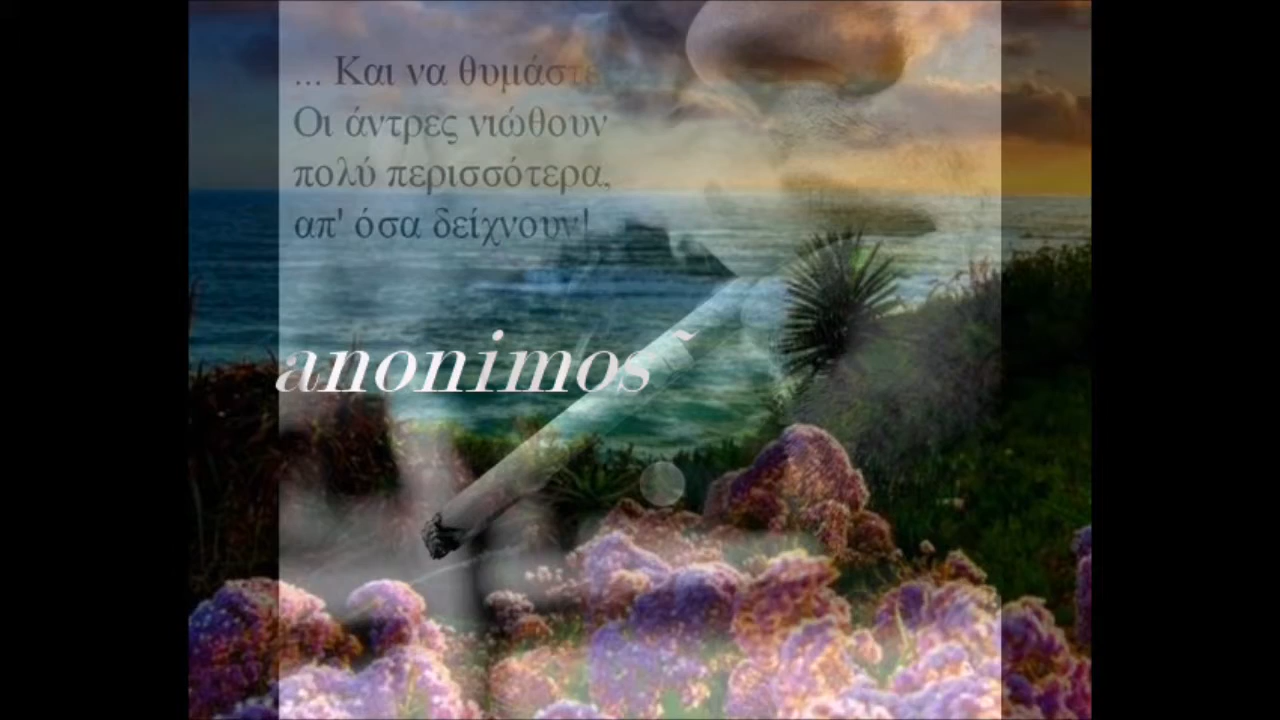 ... Και να θυμάστε
Οι άντρες νιώθουν
πολύ περισσότερα,
απ' όσα δείχνουν!
anonimos~